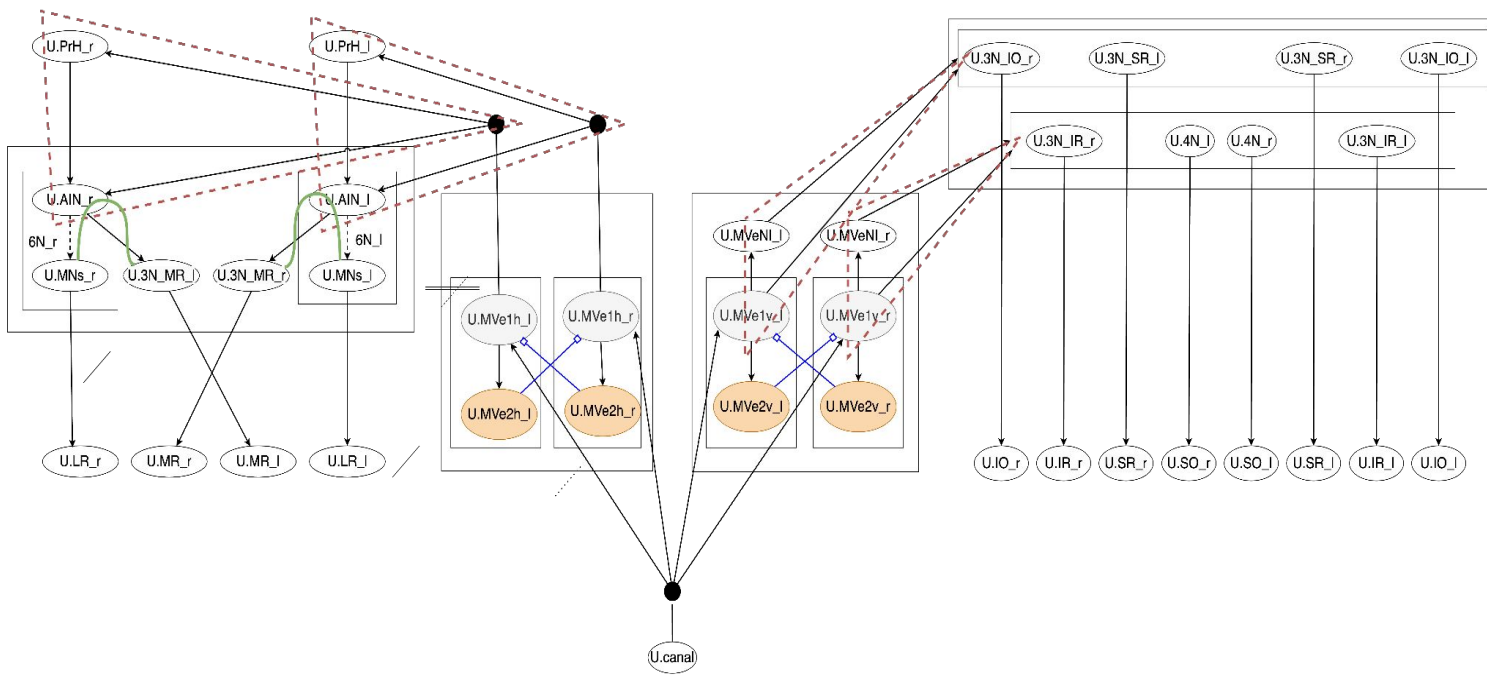 U.PrH_r
U.PrH_l
U.3N_IO_r
U.3N_SR_l
U.3N_SR_r
U.3N_IO_l
U.3N_IR_r
U.4N_l
U.4N_r
U.3N_IR_l
U.AIN_r
U.AIN_l
6N_r
6N_l
U.MVeNI_l
U.MVeNI_r
U.MNs_r
U.3N_MR_l
U.3N_MR_r
U.MNs_l
U.MVe1h_l
U.MVe1h_r
U.MVe1v_l
U.MVe1v_r
U.MVe2h_l
U.MVe2h_r
U.MVe2v_l
U.MVe2v_r
U.LR_r
U.MR_r
U.MR_l
U.LR_l
U.IO_r
U.IR_r
U.SR_r
U.SO_r
U.SO_l
U.SR_l
U.IR_l
U.IO_l
U.canal